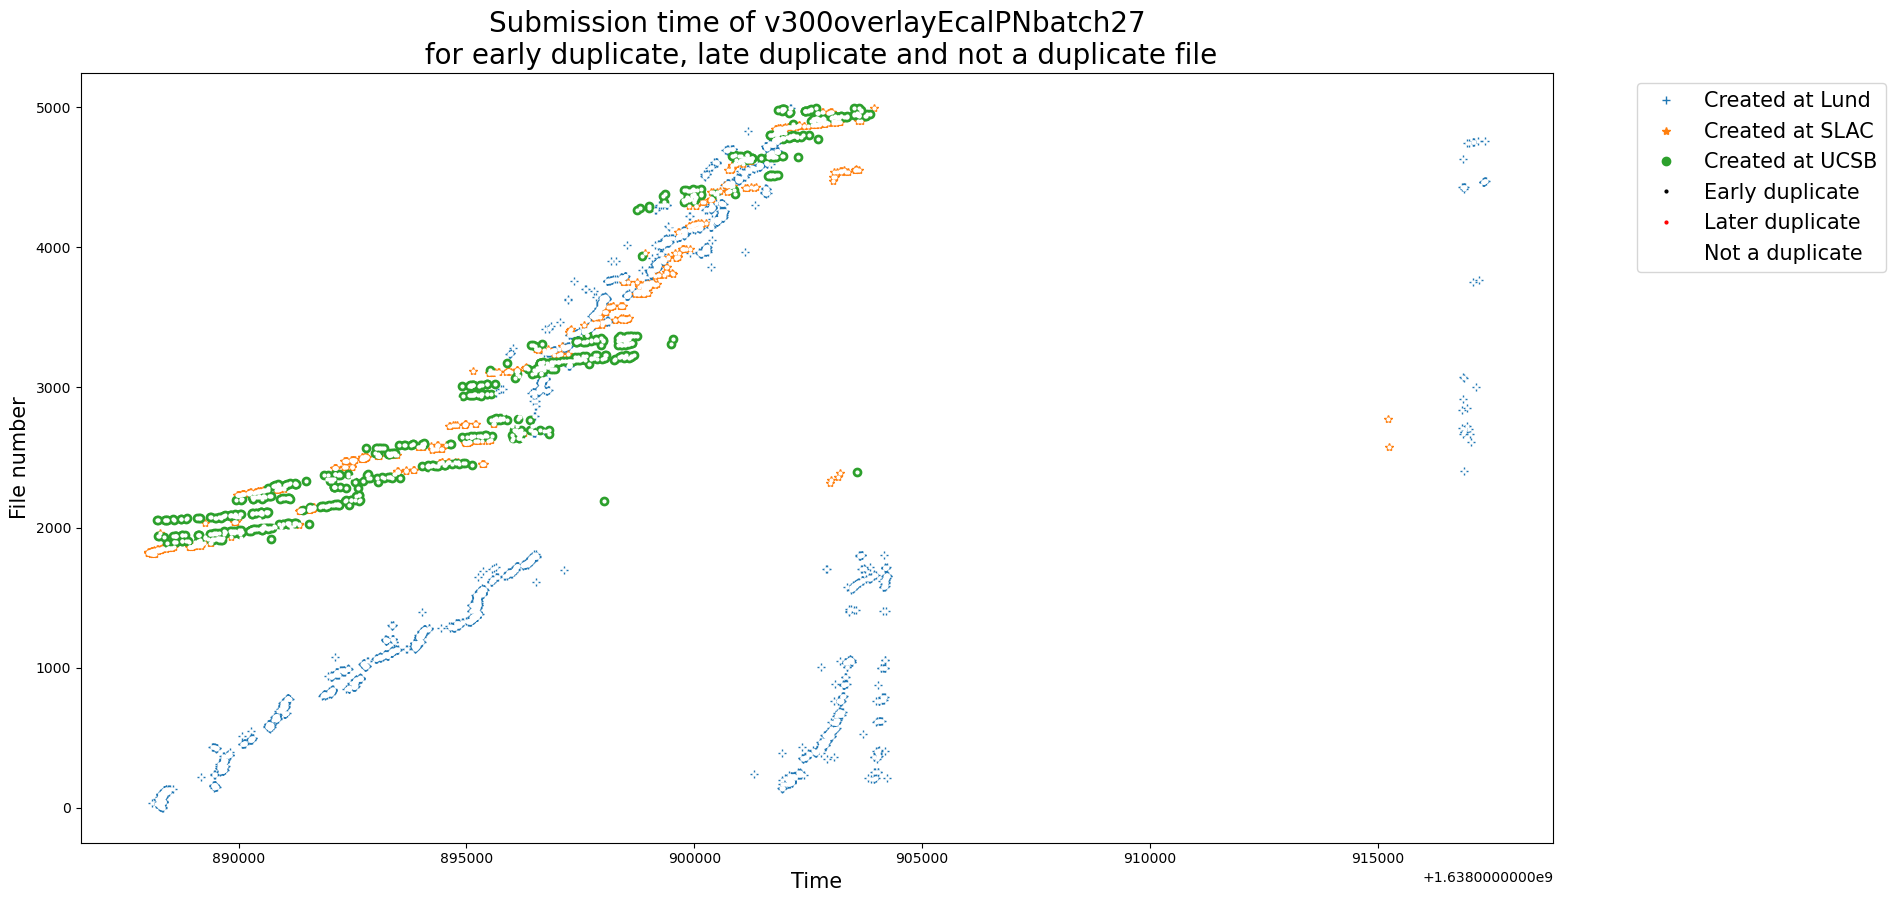 Submission time of v300overlayEcalPNbatch27
for early duplicate, late duplicate and not a duplicate file
Created at Lund
Created at SLAC
Created at UCSB
Early duplicate
Later duplicate
Not a duplicate
File number
5000
4000
3000
2000
1000
0
890000
895000
900000
905000
910000
915000
+1.6380000000e9
Time